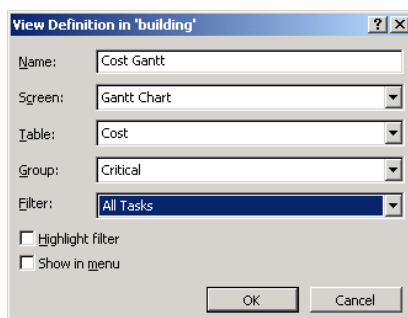 View Definition in 'building'
Name: Cost Gantt
Screen: Gantt Chart
Table: Cost
Group: Critical
Filter: All Tasks
Highlight filter
Show in menu
OK Cancel